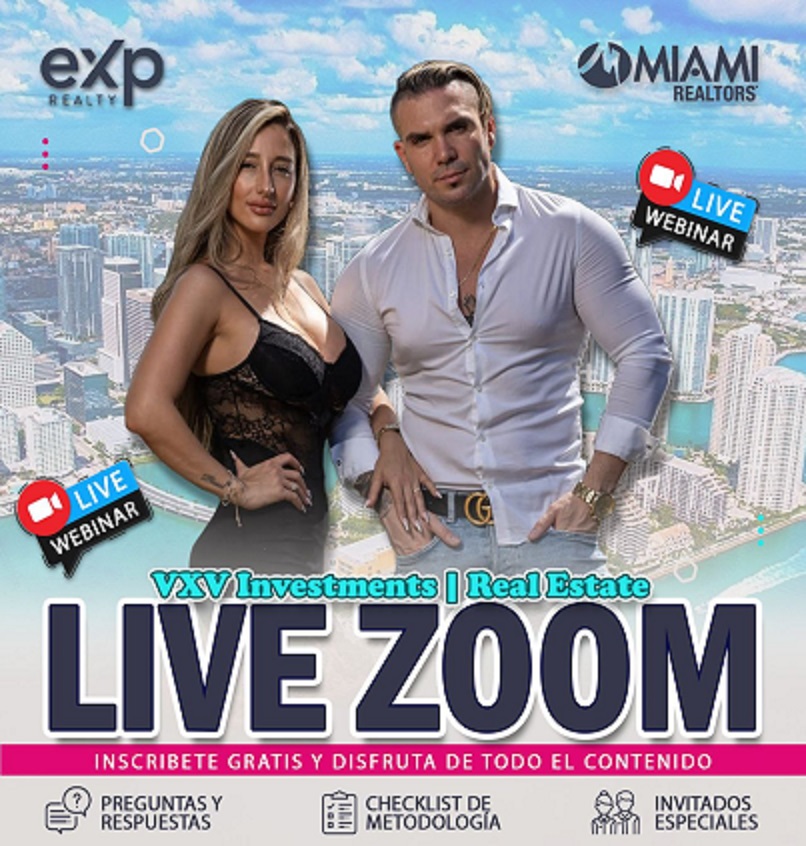 eXp
REALTY
MIAMI
REALTORS®
LIVE
WEBINAR
LIVE
WEBINAR
VXV Investments | Real Estate
LIVE ZOOM
INSCRIBETE GRATIS Y DISFRUTA DE TODO EL CONTENIDO
PREGUNTAS Y
RESPUESTAS
CHECKLIST DE
METODOLOGÍA
INVITADOS
ESPECIALES